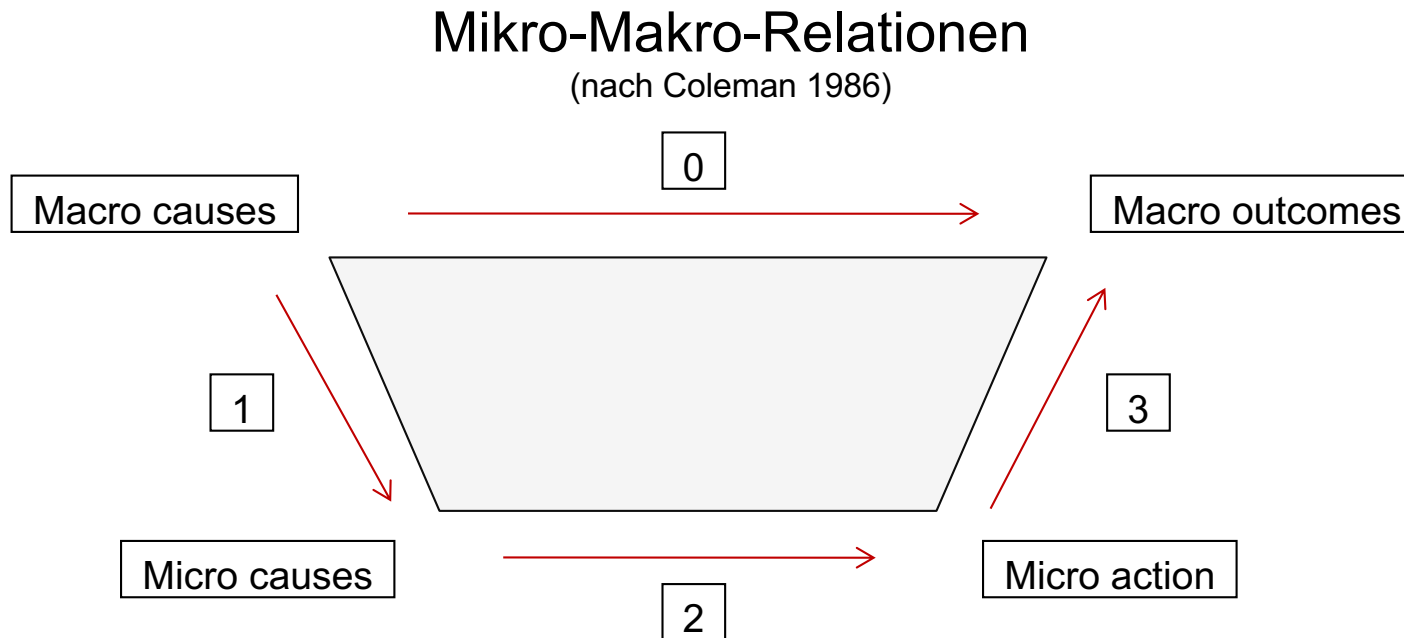 Mikro-Makro-Relationen
(nach Coleman 1986)
0
Macro causes
Macro outcomes
1
3
Micro causes
Micro action
2